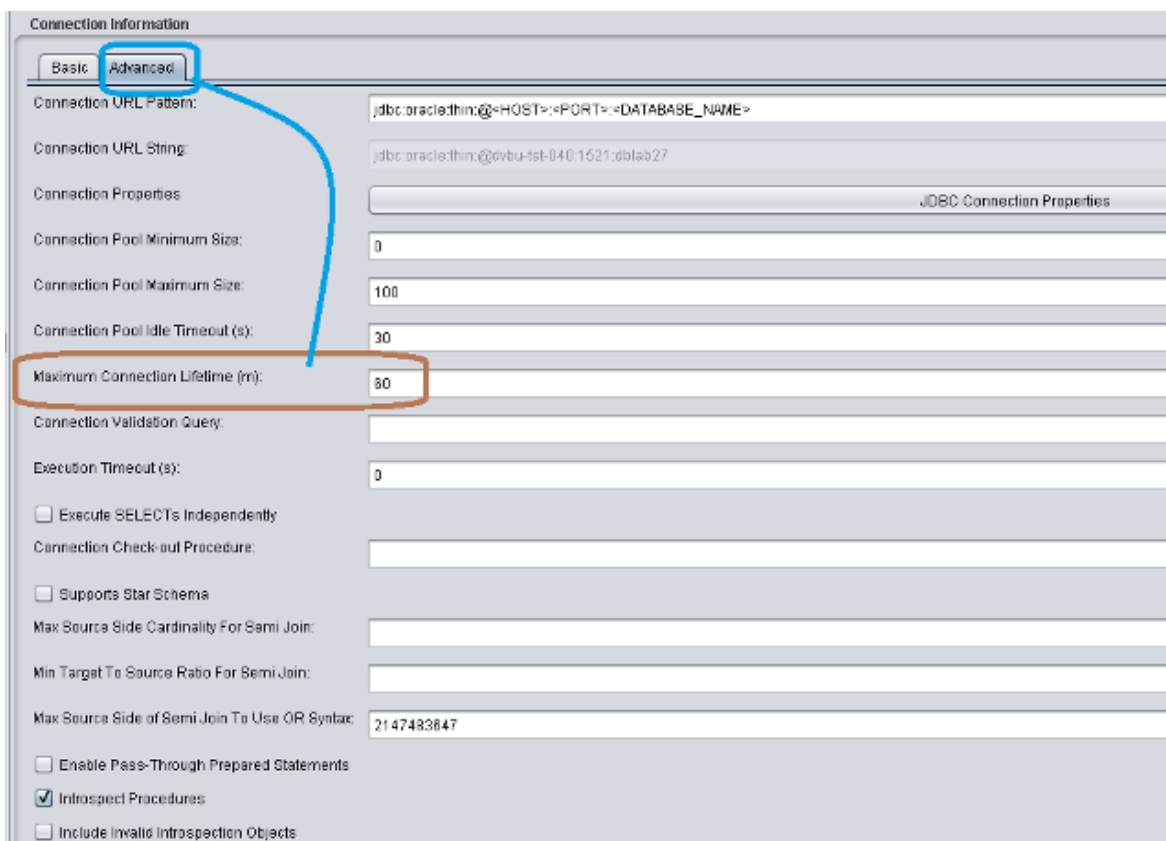 Connection Information
Basic Advanced
Connection URL Pattern: jdbc:oracle:thin:@<HOST>:<PORT>:<DATABASE_NAME>
Connection URL String: jdbc:oracle:thin:@dvbu-tst-040:1521:dblab27
Connection Properties JDBC Connection Properties
Connection Pool Minimum Size: 0
Connection Pool Maximum Size: 100
Connection Pool Idle Timeout (s): 30
Maximum Connection Lifetime (m): 60
Connection Validation Query:
Execution Timeout (s): 0
Execute SELECTs Independently
Connection Check-out Procedure:
Supports Star Schema
Max Source Side Cardinality For Semi Join:
Min Target To Source Ratio For Semi Join:
Max Source Side of Semi Join To Use OR Syntax: 2147483647
Enable Pass-Through Prepared Statements
Introspect Procedures
Include Invalid Introspection Objects